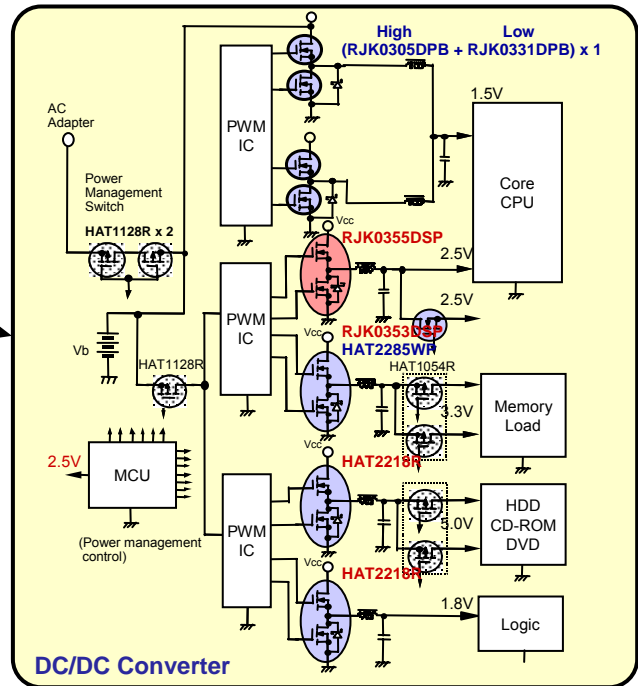 High Low
(RJK0305DPB + RJK0331DPB) x 1
AC
Adapter
PWM
IC
1.5V
Core
CPU
Power
Management
Switch
HAT1128R x 2
Vcc
RJK0355DSP
2.5V
2.5V
PWM
IC
RJK0353DSP
HAT2285WP
Vcc
Vb
HAT1128R
HAT1054R
3.3V
Memory
Load
2.5V
MCU
(Power management
control)
HAT2218R
Vcc
PWM
IC
5.0V
HDD
CD-ROM
DVD
HAT2218R
Vcc
1.8V
Logic
DC/DC Converter